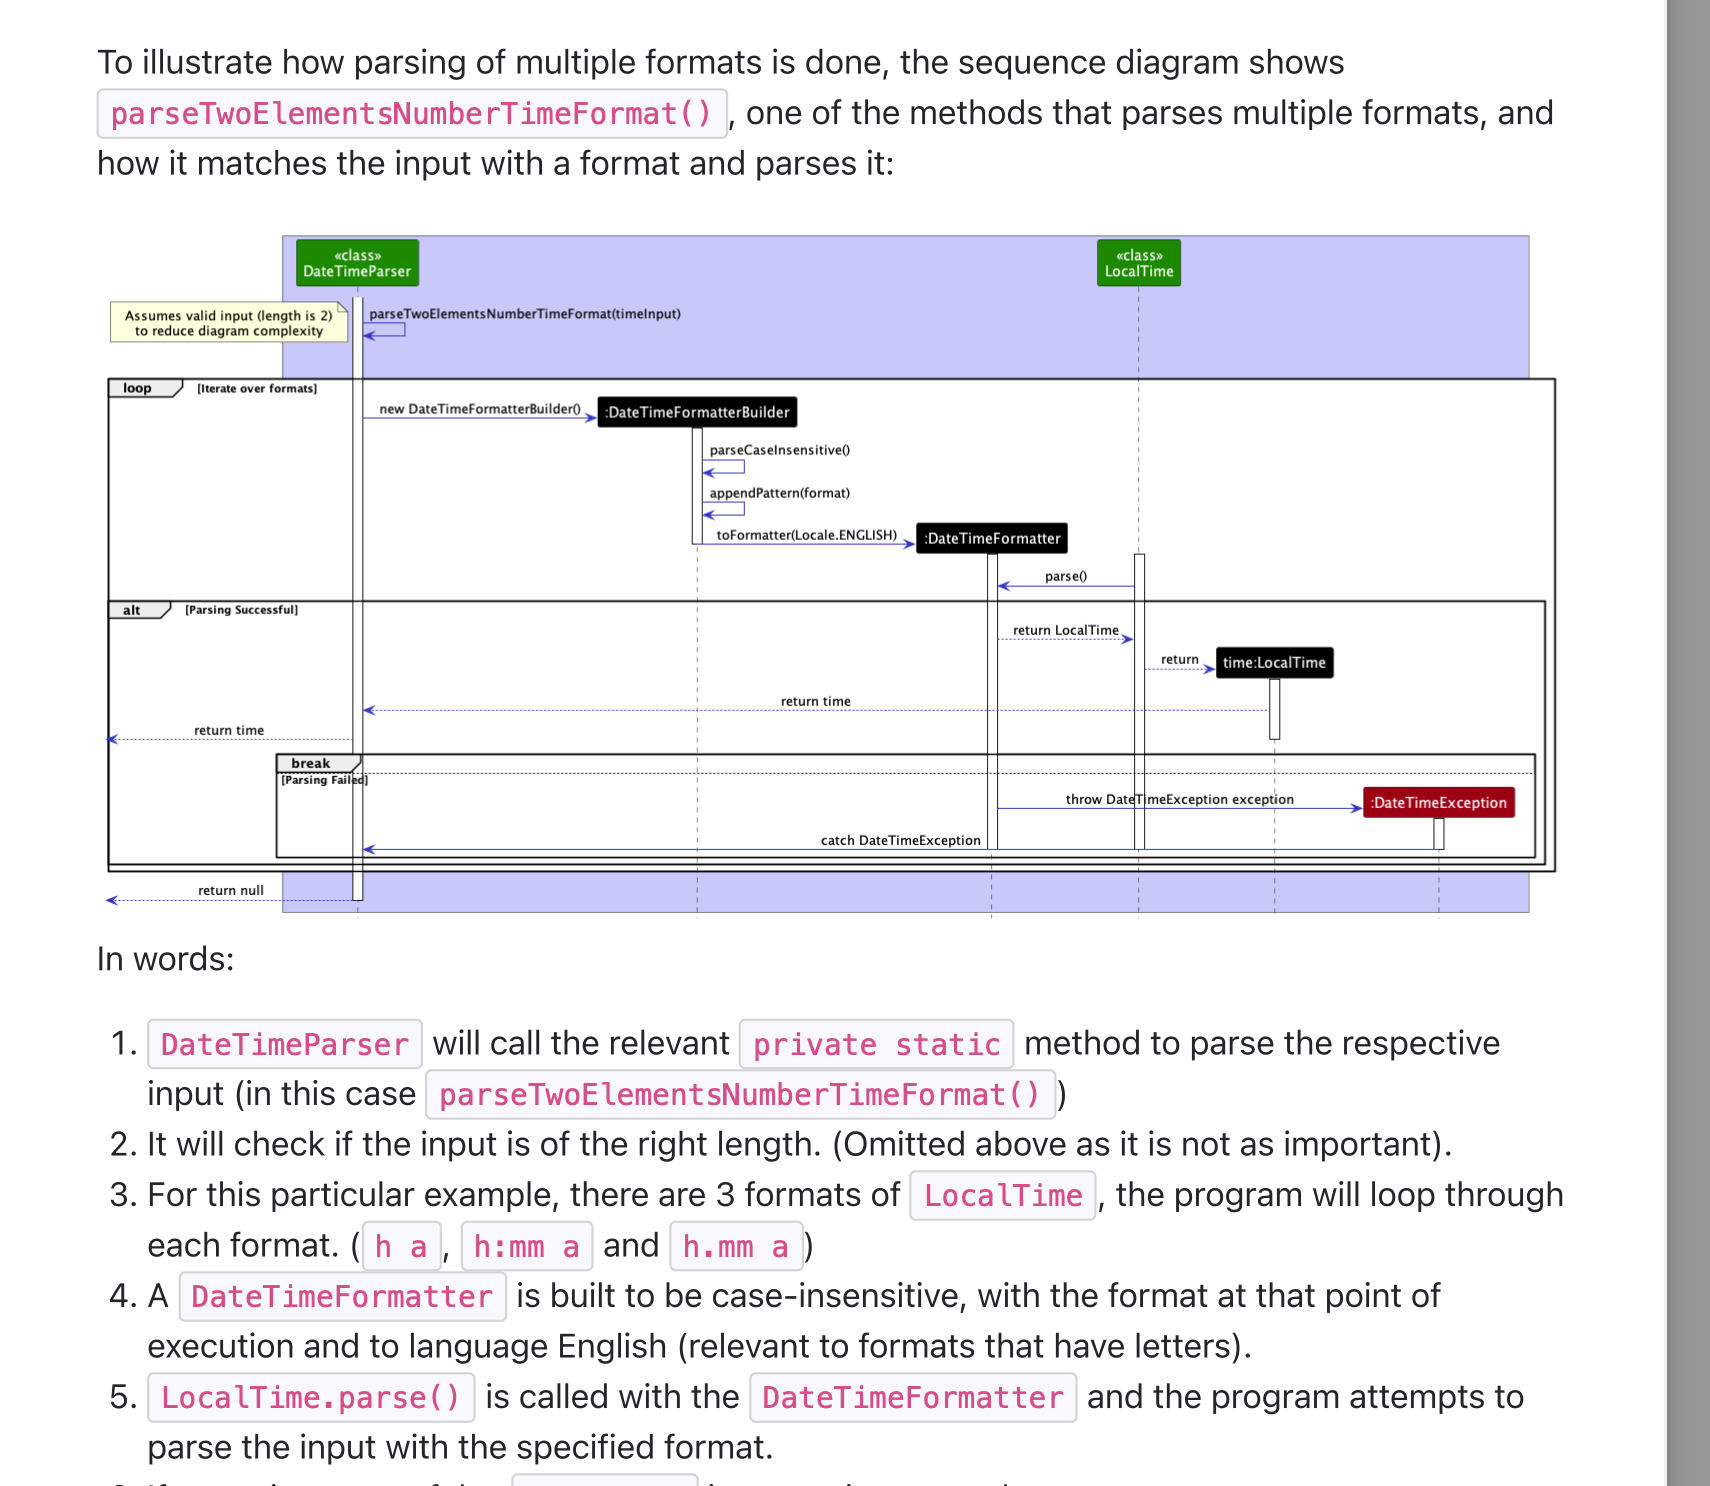 To illustrate how parsing of multiple formats is done, the sequence diagram shows
parseTwoElementsNumberTimeFormat() , one of the methods that parses multiple formats, and
how it matches the input with a format and parses it:
«class»
DateTimeParser
«class»
LocalTime
Assumes valid input (length is 2)
to reduce diagram complexity
parseTwoElementsNumberTimeFormat(timeInput)
loop [Iterate over formats]
new DateTimeFormatterBuilder() :DateTimeFormatterBuilder
parseCaseInsensitive()
appendPattern(format)
toFormatter(Locale.ENGLISH) :DateTimeFormatter
parse()
alt [Parsing Successful]
return LocalTime
return time:LocalTime
return time
return time
break
[Parsing Failed]
throw DateTimeException exception :DateTimeException
catch DateTimeException
return null
In words:
1. DateTimeParser will call the relevant private static method to parse the respective
input (in this case parseTwoElementsNumberTimeFormat() )
2. It will check if the input is of the right length. (Omitted above as it is not as important).
3. For this particular example, there are 3 formats of LocalTime , the program will loop through
each format. ( h a , h:mm a and h.mm a )
4. A DateTimeFormatter is built to be case-insensitive, with the format at that point of
execution and to language English (relevant to formats that have letters).
5. LocalTime.parse() is called with the DateTimeFormatter and the program attempts to
parse the input with the specified format.